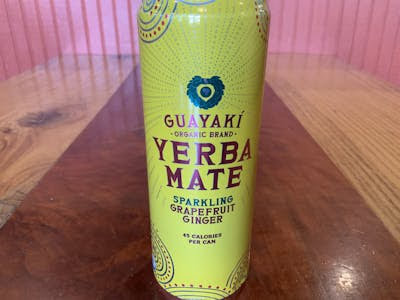 GUAYAKÍ
• ORGANIC BRAND •
YERBA
MATE
SPARKLING
GRAPEFRUIT
GINGER
45 CALORIES
PER CAN